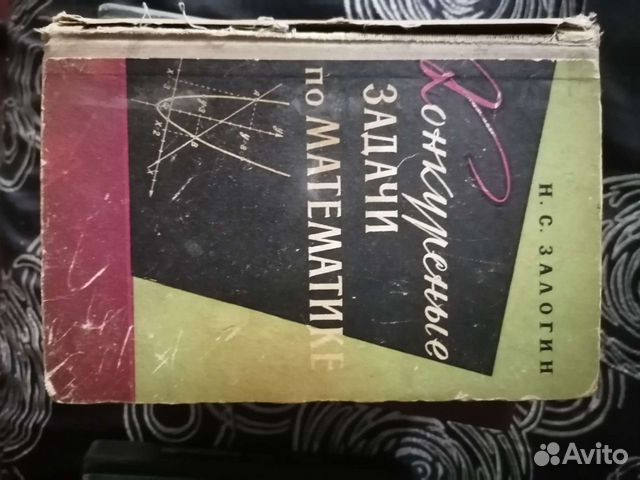 Н. С. ЗАЛОГИН
Конкурсные
ЗАДАЧИ
ПО МАТЕМАТИКЕ
Avito